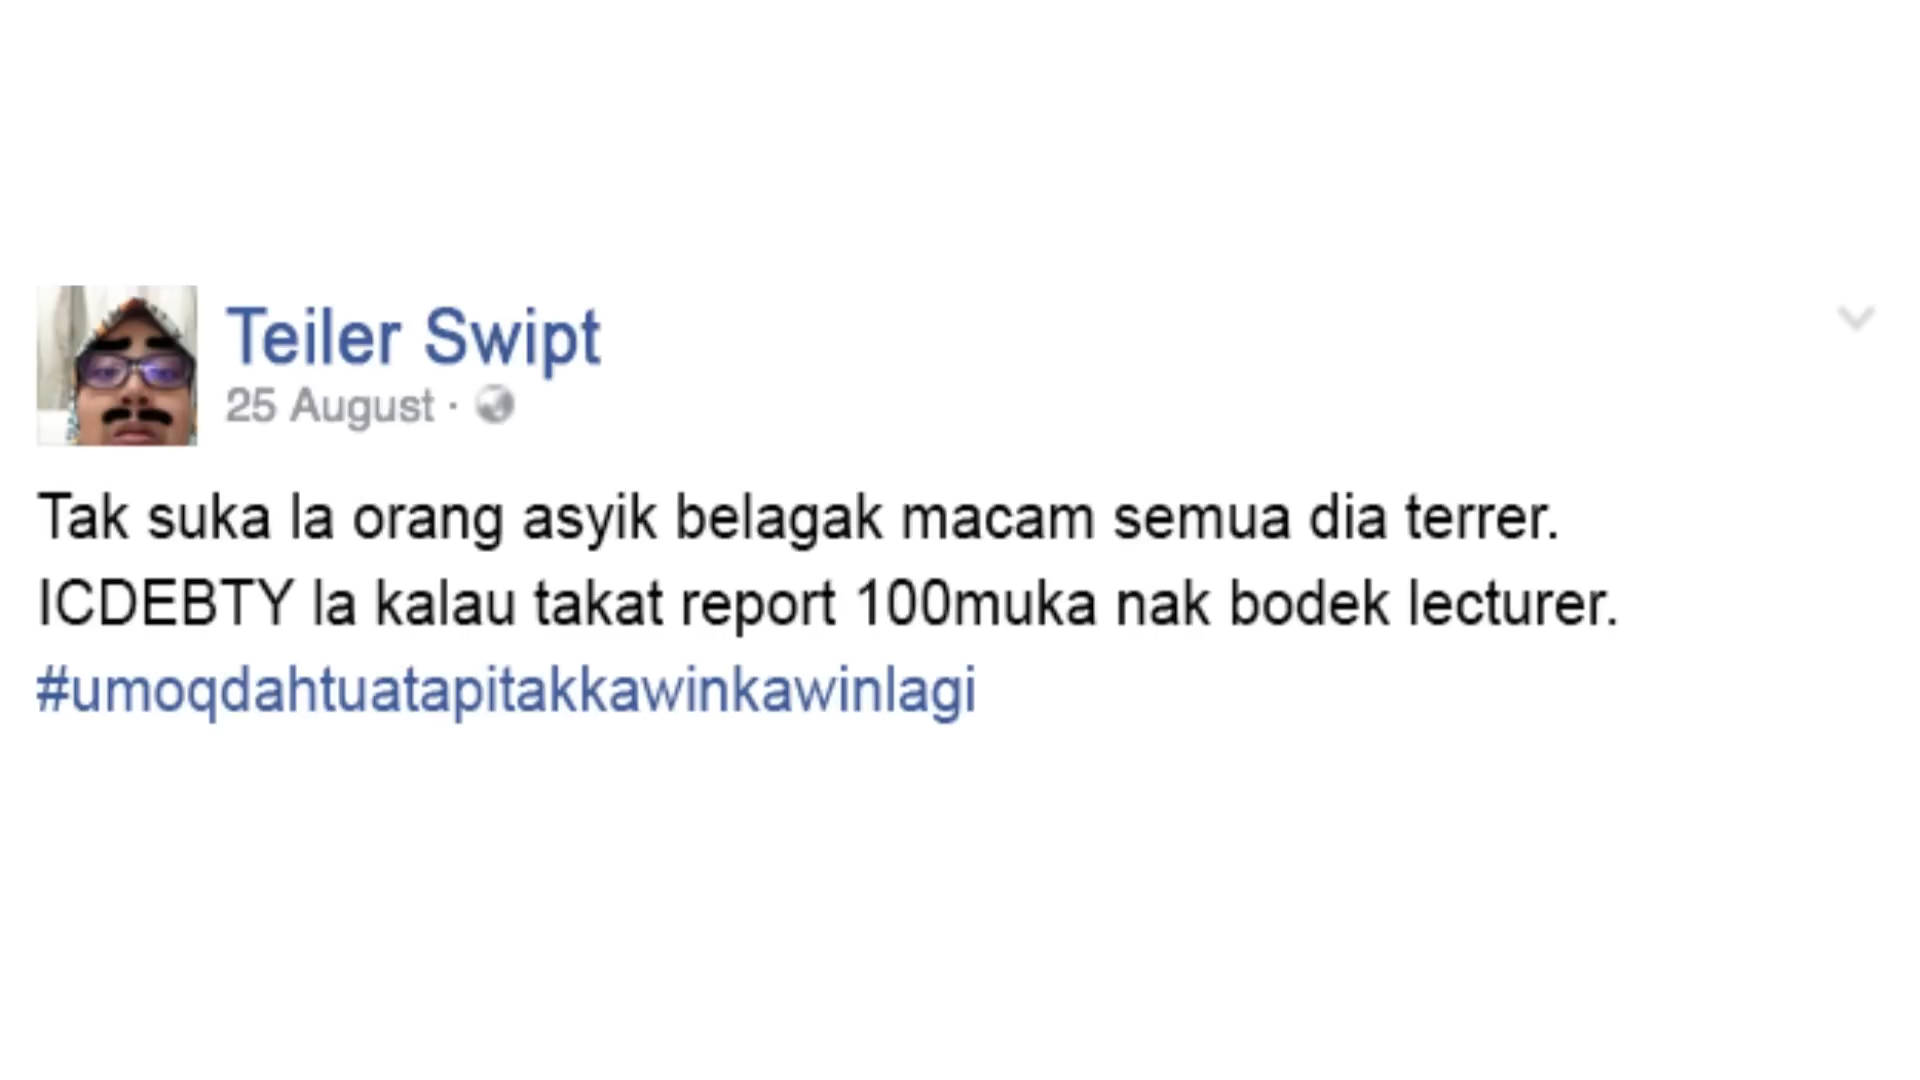 Teiler Swipt
25 August ·
Tak suka la orang asyik belagak macam semua dia terrer.
ICDEBTY la kalau takat report 100muka nak bodek lecturer.
#umoqdahtuatapitakkawinkawinlagi